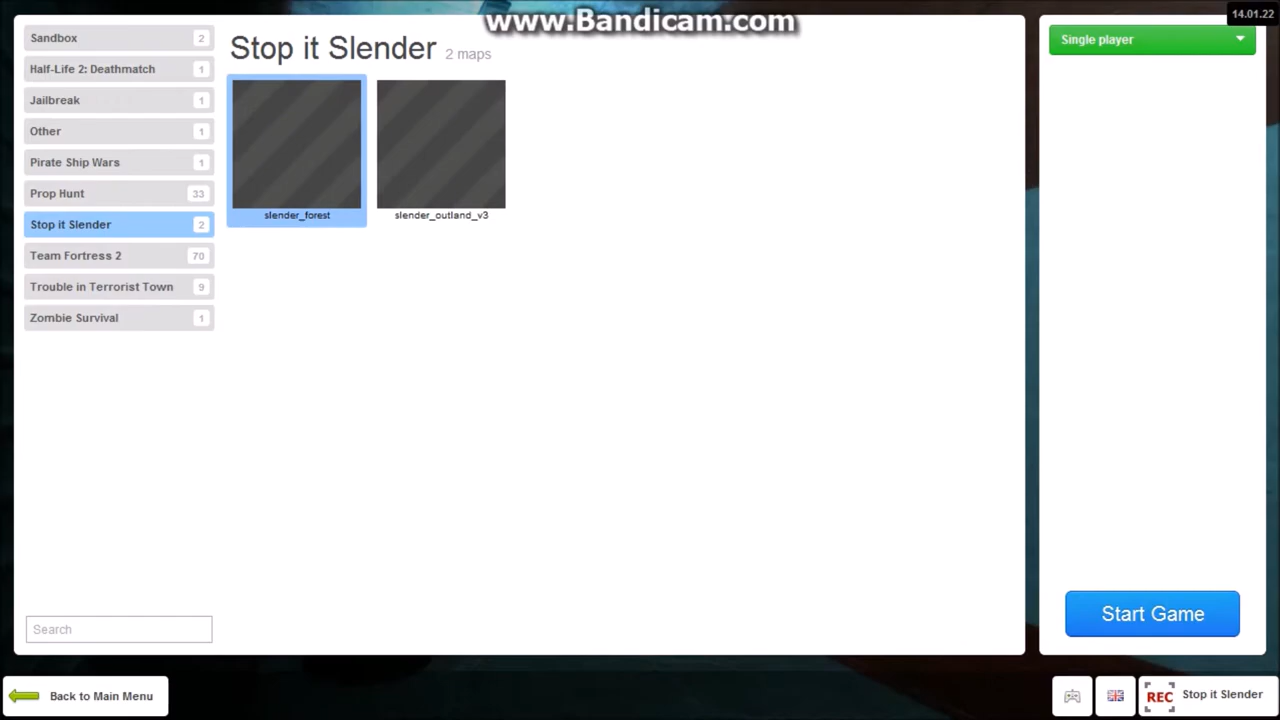 www.Bandicam.com
14.01.22
Sandbox 2
Half-Life 2: Deathmatch 1
Jailbreak 1
Other 1
Pirate Ship Wars 1
Prop Hunt 33
Stop it Slender 2
Team Fortress 2 70
Trouble in Terrorist Town 9
Zombie Survival 1
Search
Stop it Slender 2 maps
slender_forest
slender_outland_v3
Single player
Start Game
Back to Main Menu
REC
Stop it Slender